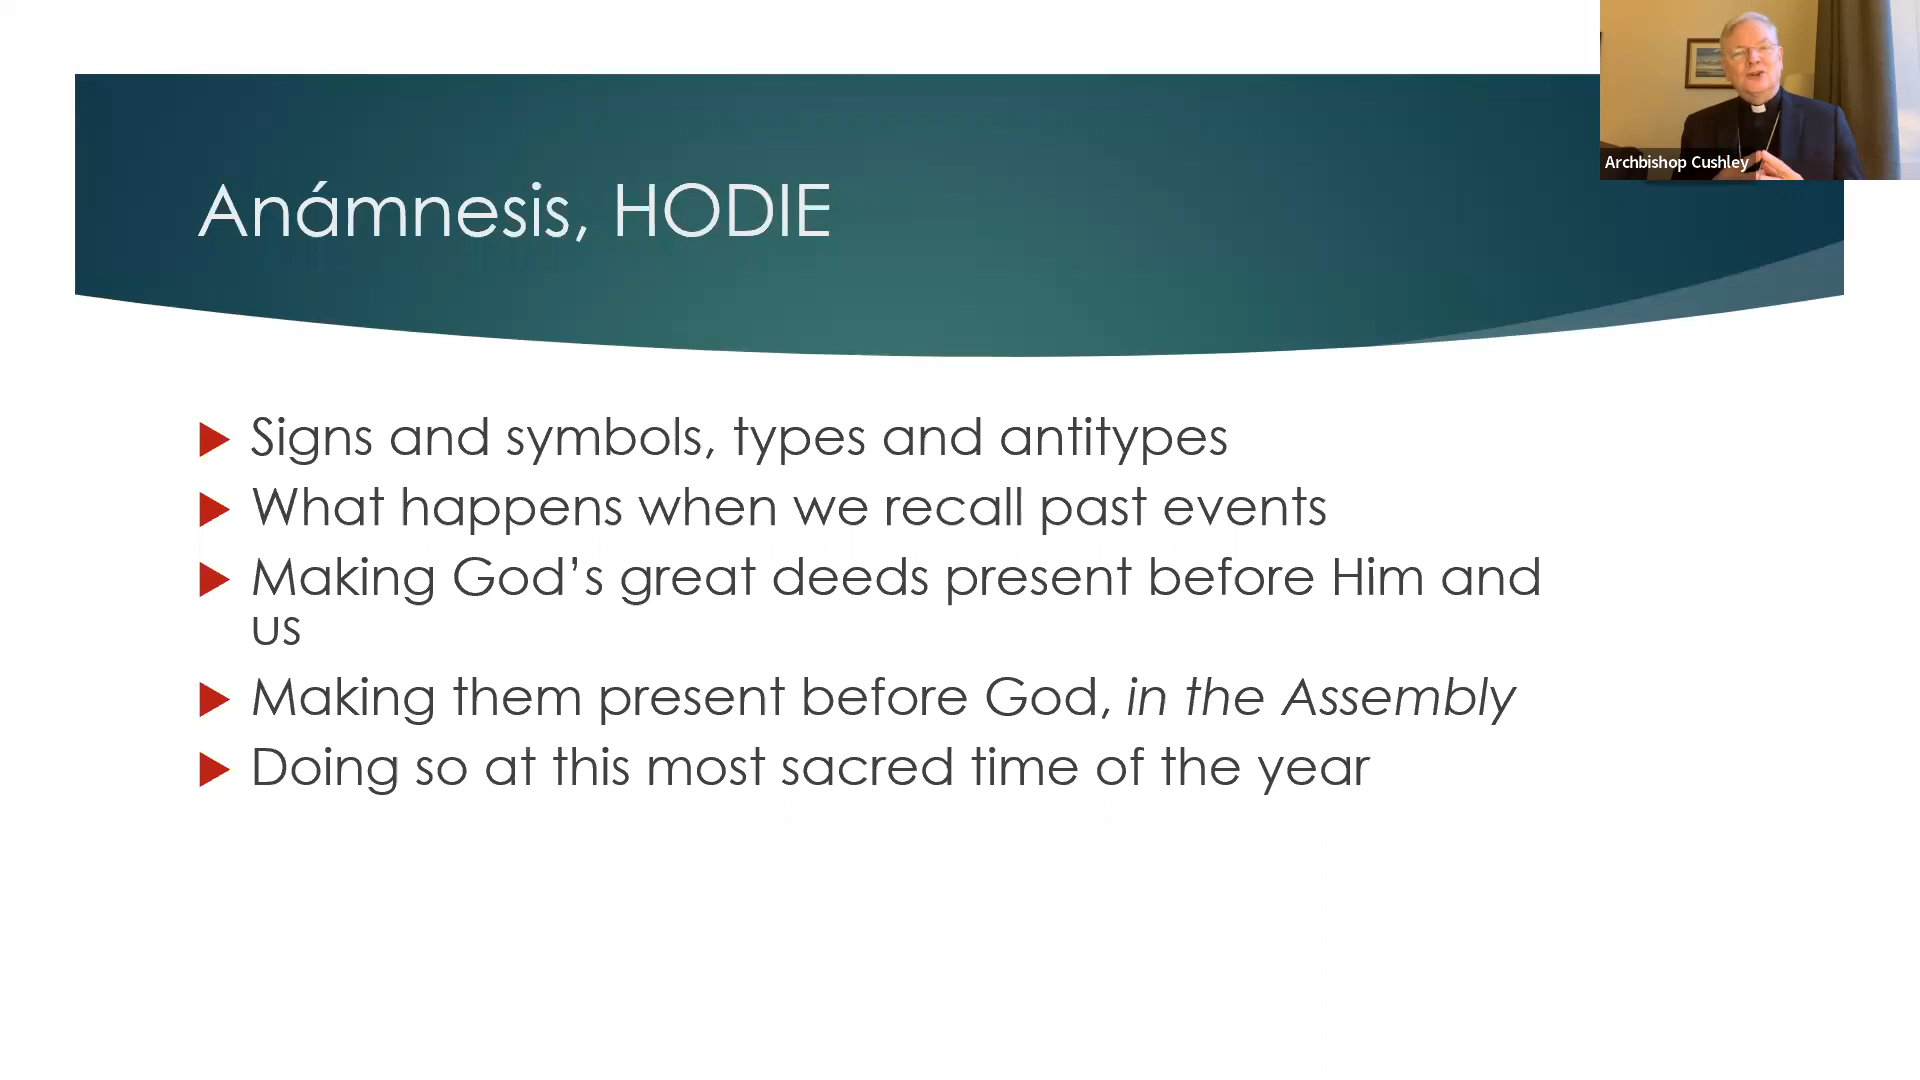 Archbishop Cushley
Anámnesis, HODIE
Signs and symbols, types and antitypes
What happens when we recall past events
Making God’s great deeds present before Him and
us
Making them present before God, in the Assembly
Doing so at this most sacred time of the year